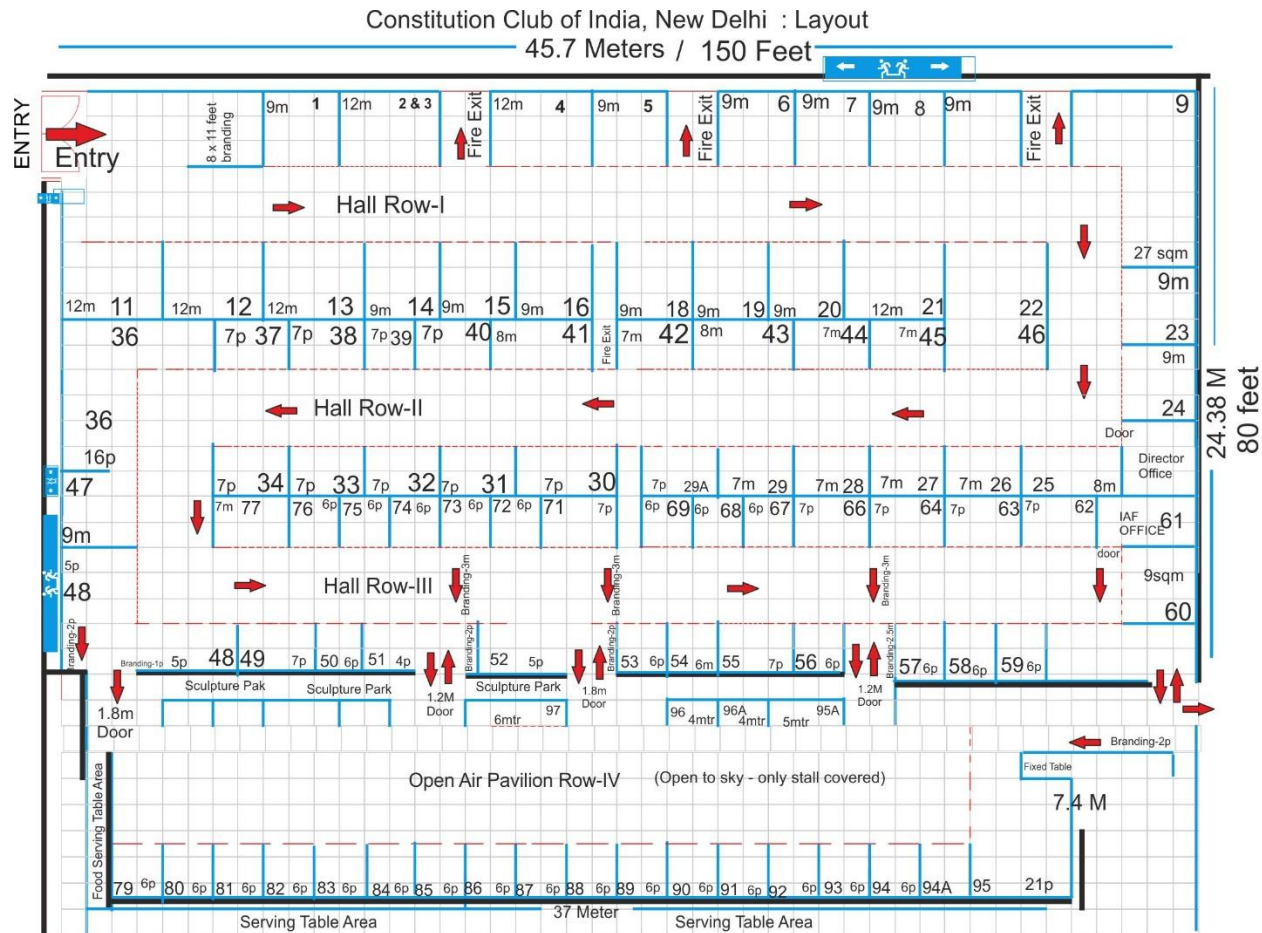 Constitution Club of India, New Delhi : Layout
45.7 Meters / 150 Feet
ENTRY
Entry
8 x 11 feet
branding
9m 1 12m 2 & 3 Fire Exit 12m 4 9m 5 Fire Exit 9m 6 9m 7 9m 8 9m Fire Exit 9
Hall Row-I
27 sqm
12m 11 12m 12 12m 13 9m 14 9m 15 9m 16 9m 18 9m 19 9m 20 12m 21 22
9m
23
36 7p 37 7p 38 7p 39 7p 40 8m 41 Fire Exit 7m 42 8m 43 7m 44 7m 45 46
9m
24
24.38 M
80 feet
Hall Row-II
36
16p
Door
Director
Office
47
7p 34 7p 33 7p 32 7p 31 7p 30 7p 29A 7m 29 7m 28 7m 27 7m 26 25 8m
7m 77 76 6p 75 6p 74 6p 73 6p 72 6p 71 7p 6p 69 6p 68 6p 67 7p 66 7p 64 7p 63 7p 62
IAF
OFFICE 61
9m
door
5p
48
Hall Row-III
Branding-3m
Branding-3m
Branding-3m
9sqm
60
Branding-2p
Branding-1p 5p 48 49 7p 50 6p 51 4p Branding-2p 52 5p Branding-2p 53 6p 54 6m 55 7p 56 6p Branding-2.5m 57 6p 58 6p 59 6p
Sculpture Pak
Sculpture Park
Sculpture Park
1.8m
Door
1.2M
Door
1.8m
Door
1.2M
Door
6mtr 97
96 4mtr 96A 4mtr 5mtr 95A
Branding-2p
Open Air Pavilion Row-IV (Open to sky - only stall covered)
Fixed Table
7.4 M
Food Serving Table Area
79 6p 80 6p 81 6p 82 6p 83 6p 84 6p 85 6p 86 6p 87 6p 88 6p 89 6p 90 6p 91 6p 92 6p 93 6p 94 6p 94A 95 21p
Serving Table Area
37 Meter
Serving Table Area